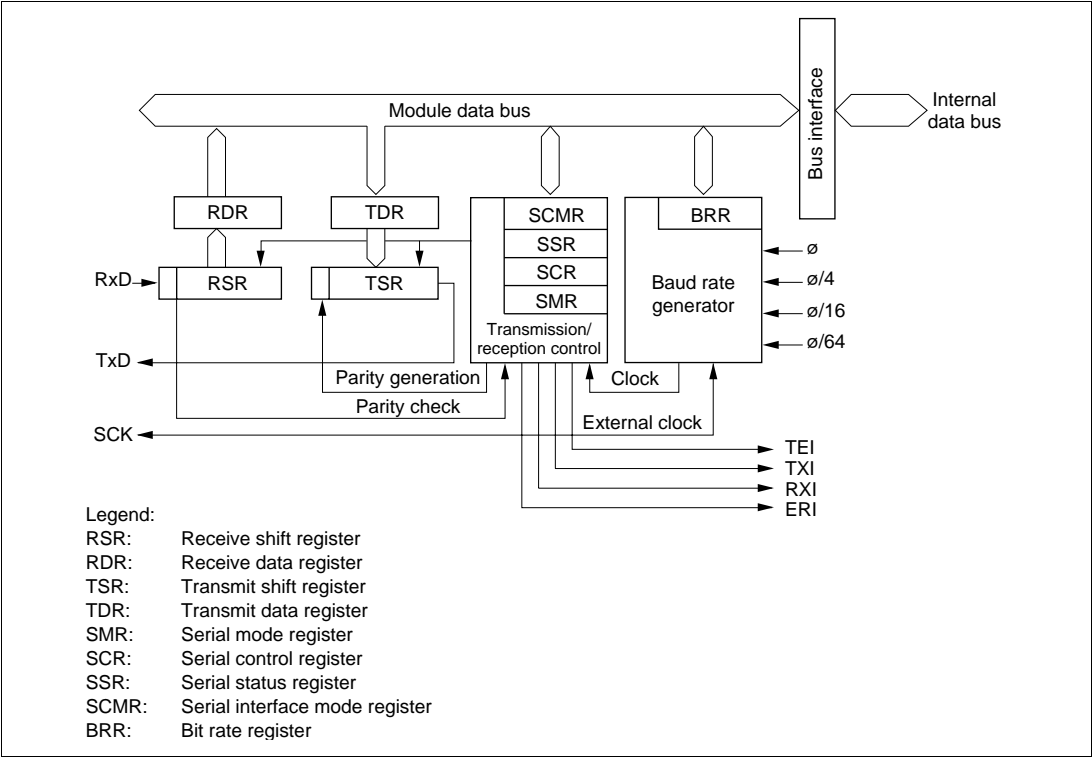 Module data bus
Bus interface
Internal
data bus
RDR
TDR
SCMR
BRR
SSR
SCR
SMR
RxD
RSR
TSR
Baud rate
generator
ø
ø/4
ø/16
ø/64
Transmission/
reception control
TxD
Parity generation
Clock
Parity check
External clock
SCK
TEI
TXI
RXI
ERI
Legend:
RSR: Receive shift register
RDR: Receive data register
TSR: Transmit shift register
TDR: Transmit data register
SMR: Serial mode register
SCR: Serial control register
SSR: Serial status register
SCMR: Serial interface mode register
BRR: Bit rate register